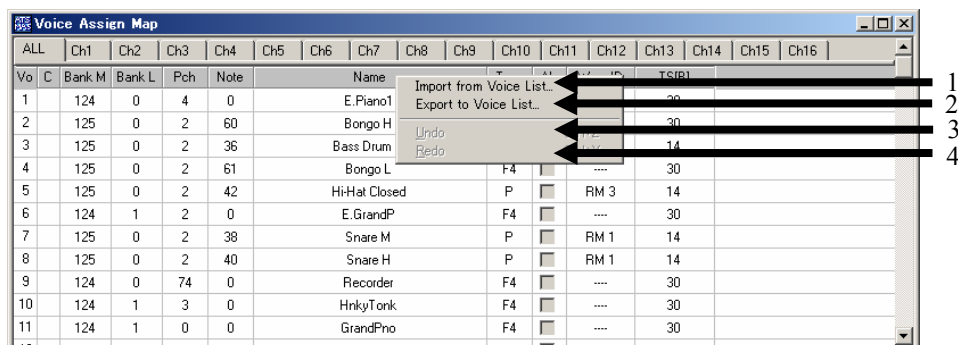 Voice Assign Map
ALL Ch1 Ch2 Ch3 Ch4 Ch5 Ch6 Ch7 Ch8 Ch9 Ch10 Ch11 Ch12 Ch13 Ch14 Ch15 Ch16
Vo C Bank M Bank L Pch Note Name TS[B]
Import from Voice List... 1
Export to Voice List... 2
Undo 3
Redo 4
1 124 0 4 0 E.Piano1 30
2 125 0 2 60 Bongo H 30
3 125 0 2 36 Bass Drum 14
4 125 0 2 61 Bongo L F4 ---- 30
5 125 0 2 42 Hi-Hat Closed P RM 3 14
6 124 1 2 0 E.GrandP F4 ---- 30
7 125 0 2 38 Snare M P RM 1 14
8 125 0 2 40 Snare H P RM 1 14
9 124 0 74 0 Recorder F4 ---- 30
10 124 1 3 0 HnkyTonk F4 ---- 30
11 124 1 0 0 GrandPno F4 ---- 30